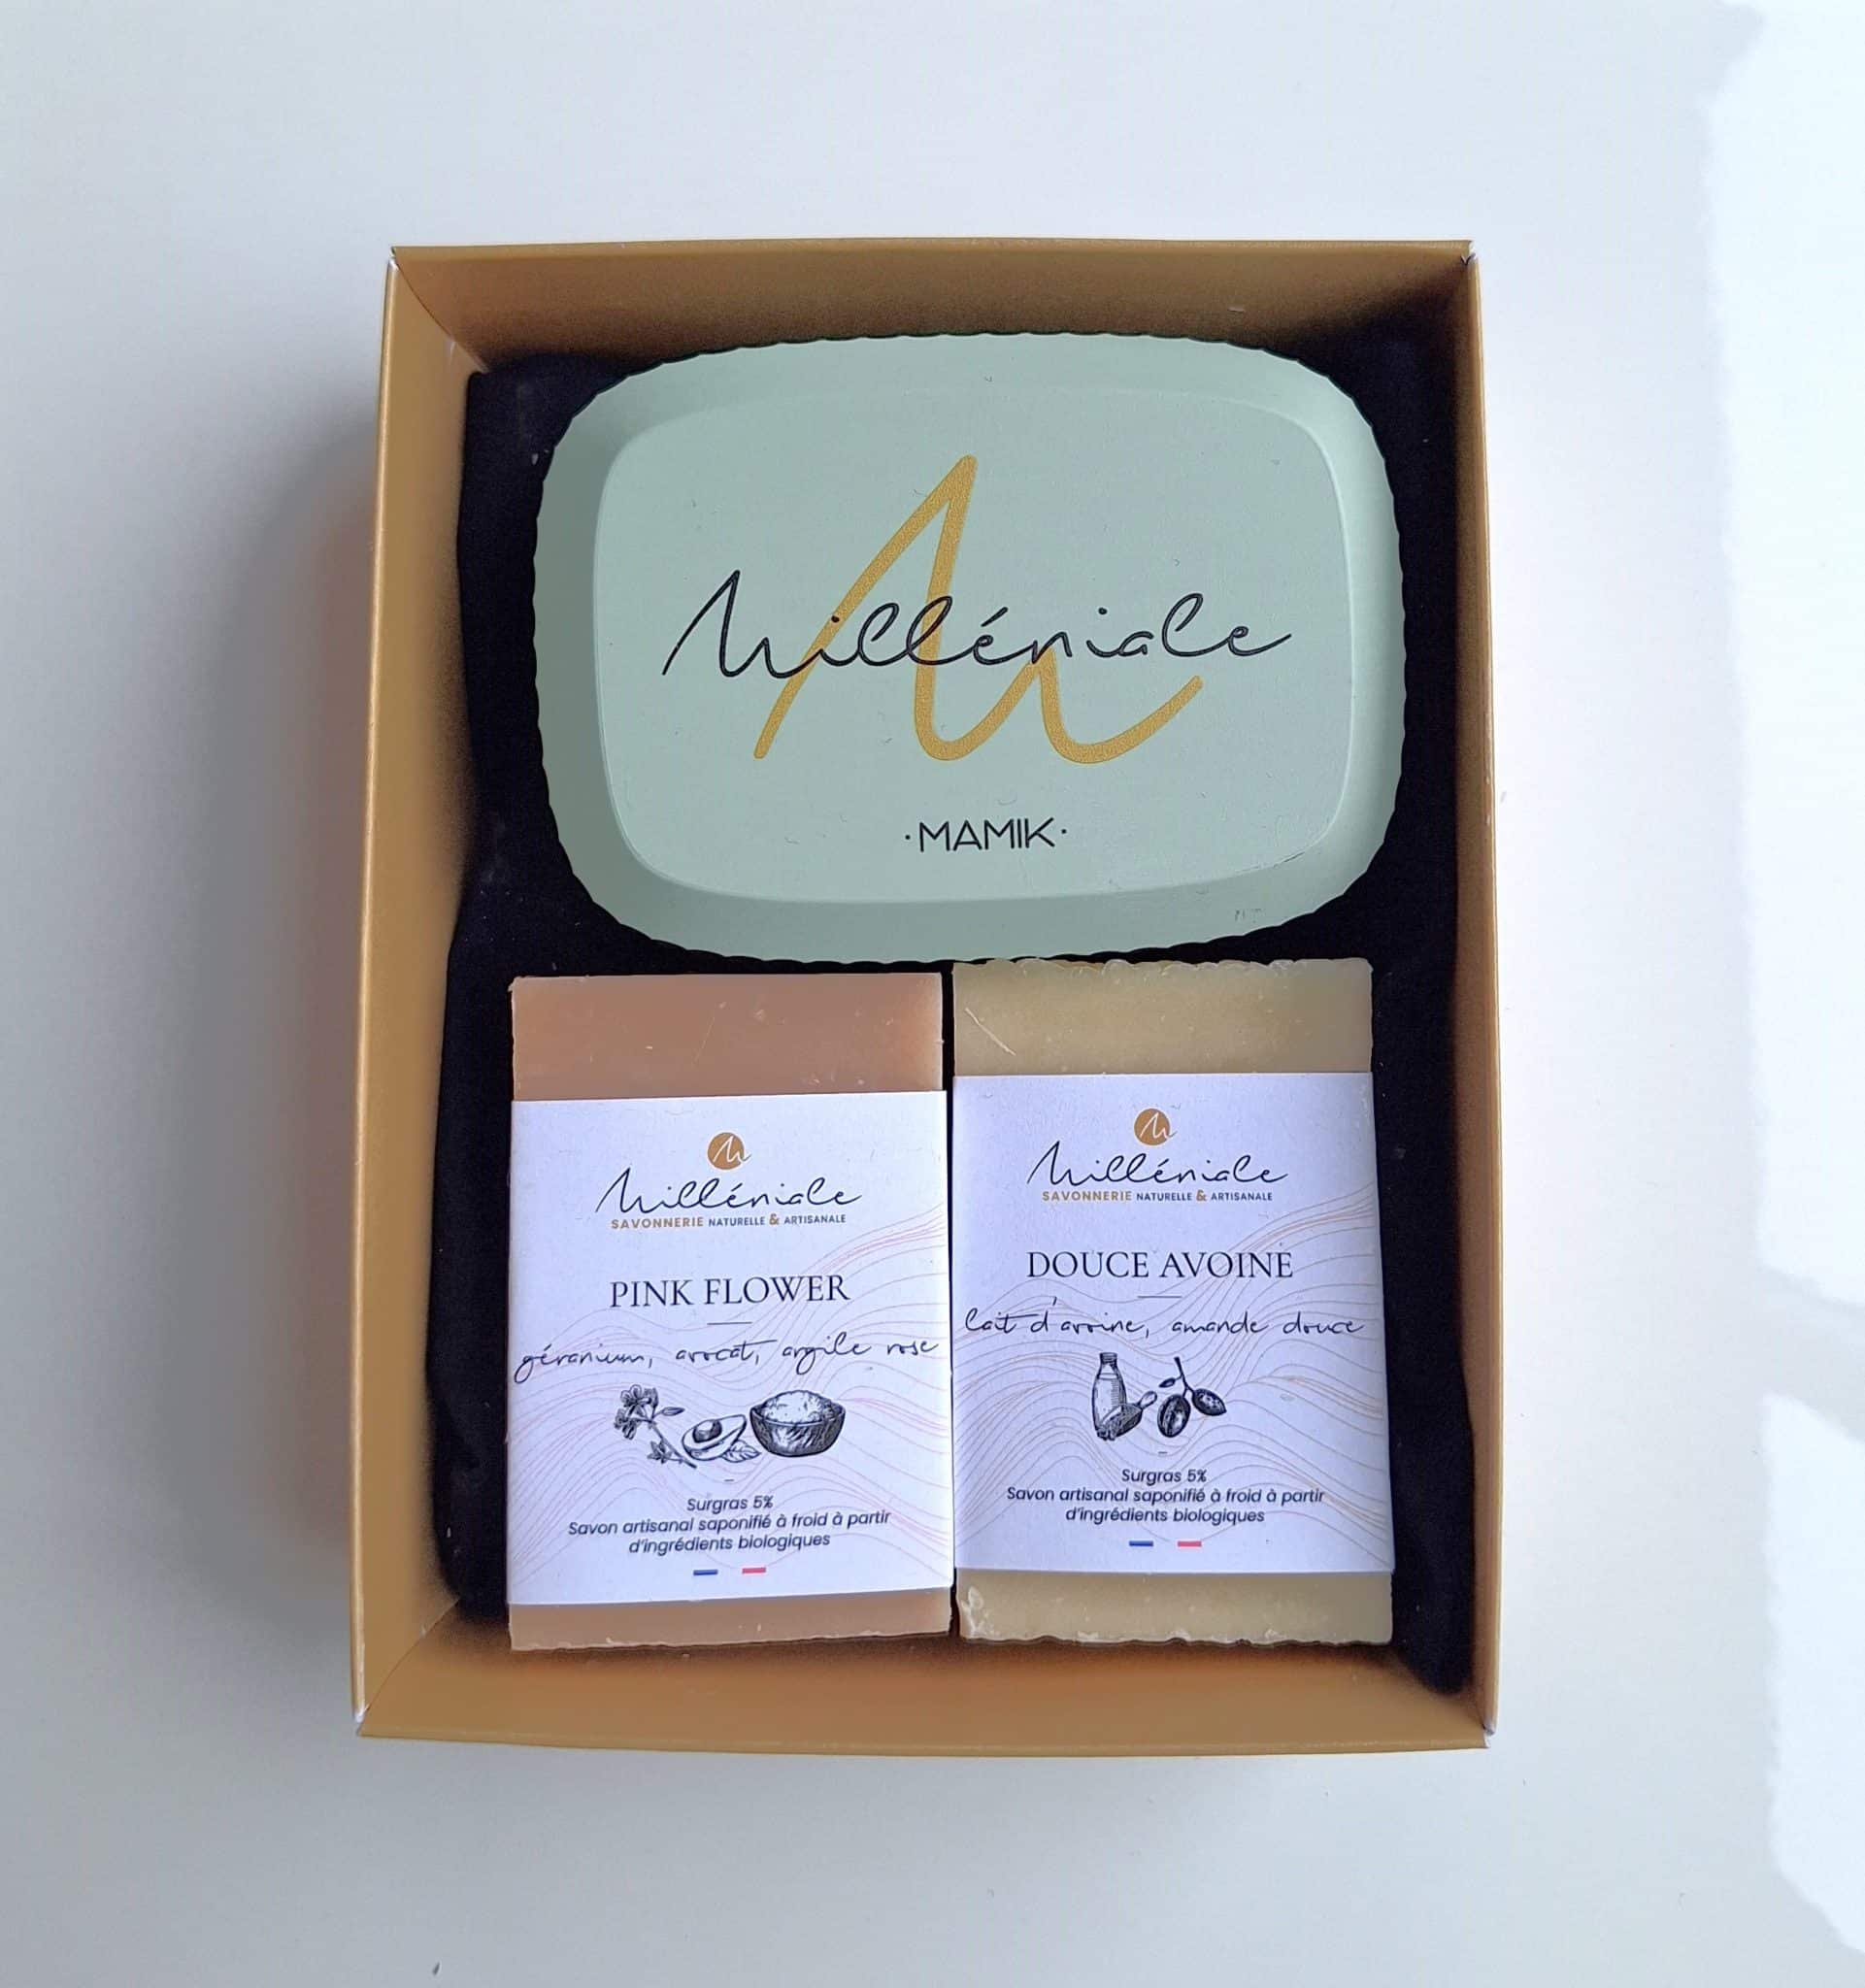 Milléniale
·MAMIK·
Milléniale
SAVONNERIE NATURELLE & ARTISANALE
PINK FLOWER
géranium, avocat, argile rose
Surgras 5%
Savon artisanal saponifié à froid à partir
d'ingrédients biologiques
Milléniale
SAVONNERIE NATURELLE & ARTISANALE
DOUCE AVOINE
lait d'avoine, amande douce
Surgras 5%
Savon artisanal saponifié à froid à partir
d'ingrédients biologiques